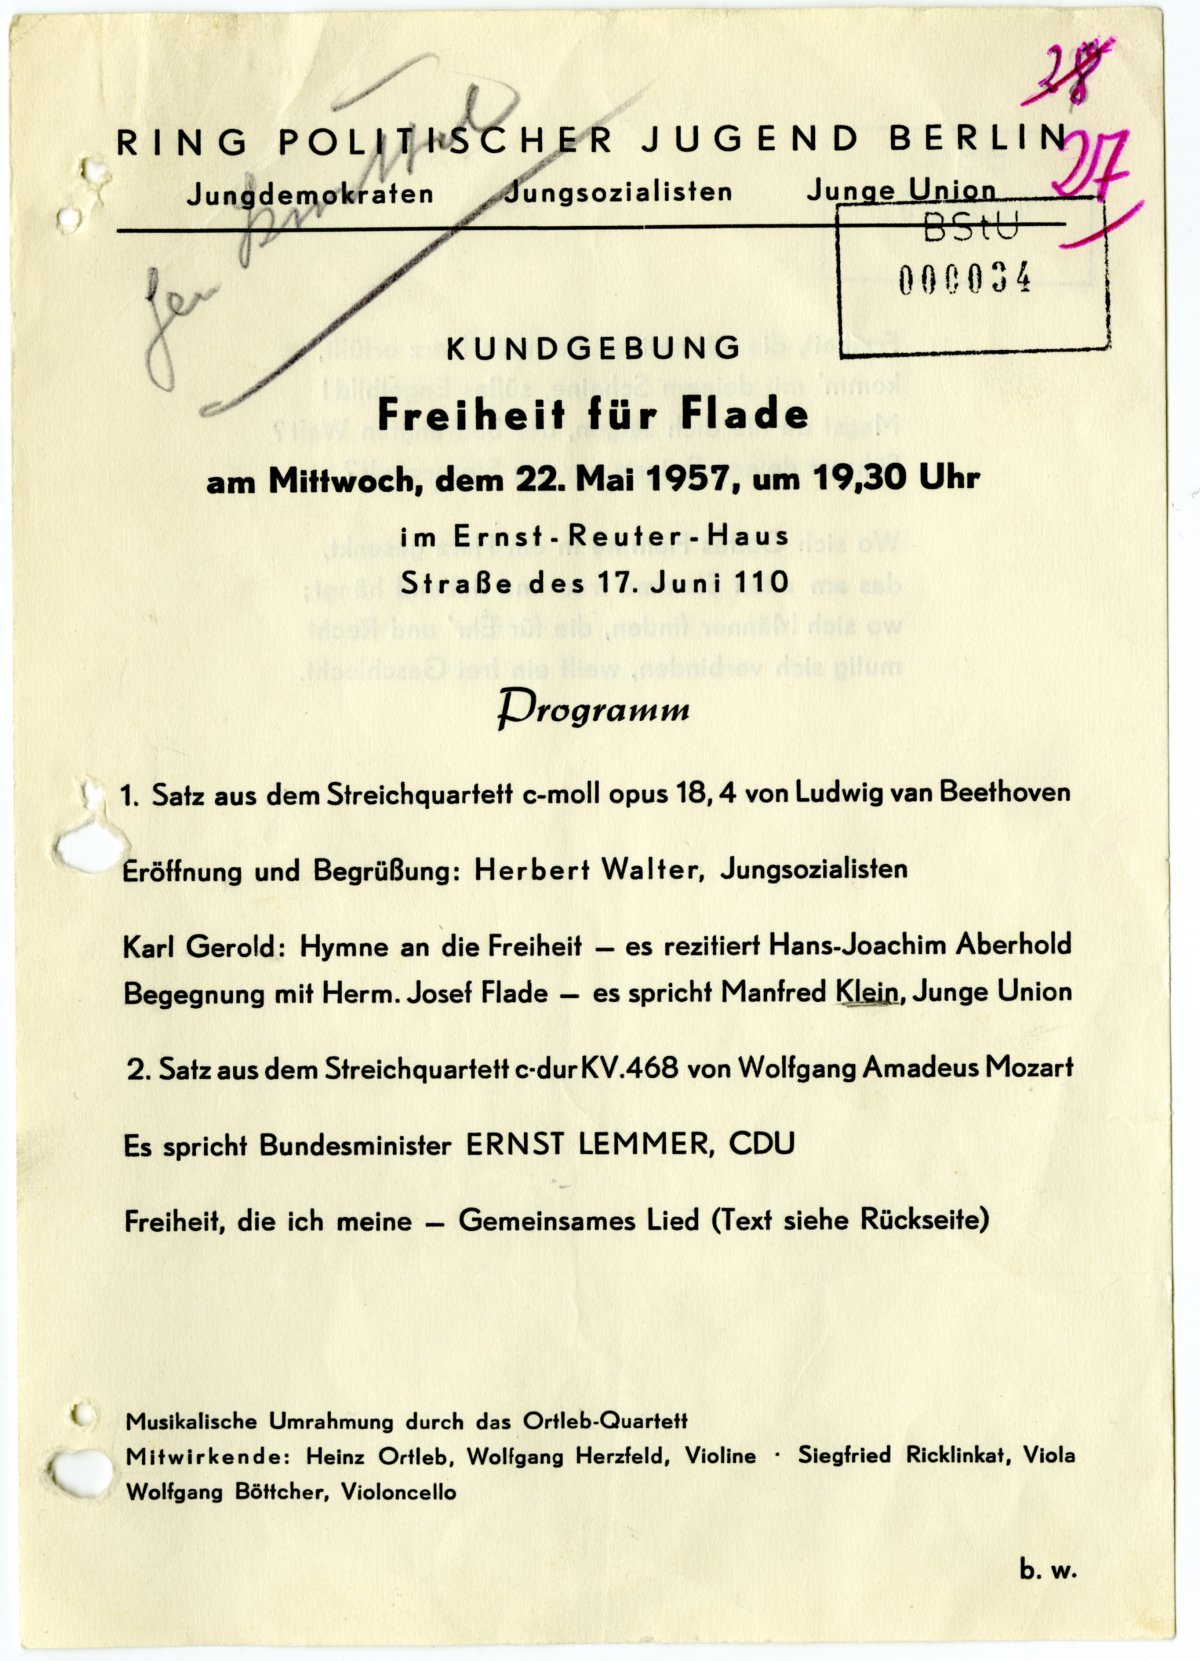 28
RING POLITISCHER JUGEND BERLIN
27
Jungdemokraten Jungsozialisten Junge Union
BStU
000034
KUNDGEBUNG
Freiheit für Flade
am Mittwoch, dem 22. Mai 1957, um 19,30 Uhr
im Ernst-Reuter-Haus
Straße des 17. Juni 110
Programm
1. Satz aus dem Streichquartett c-moll opus 18, 4 von Ludwig van Beethoven
Eröffnung und Begrüßung: Herbert Walter, Jungsozialisten
Karl Gerold: Hymne an die Freiheit — es rezitiert Hans-Joachim Aberhold
Begegnung mit Herm. Josef Flade — es spricht Manfred Klein, Junge Union
2. Satz aus dem Streichquartett c-dur KV.468 von Wolfgang Amadeus Mozart
Es spricht Bundesminister ERNST LEMMER, CDU
Freiheit, die ich meine — Gemeinsames Lied (Text siehe Rückseite)
Musikalische Umrahmung durch das Ortleb-Quartett
Mitwirkende: Heinz Ortleb, Wolfgang Herzfeld, Violine · Siegfried Ricklinkat, Viola
Wolfgang Böttcher, Violoncello
b. w.